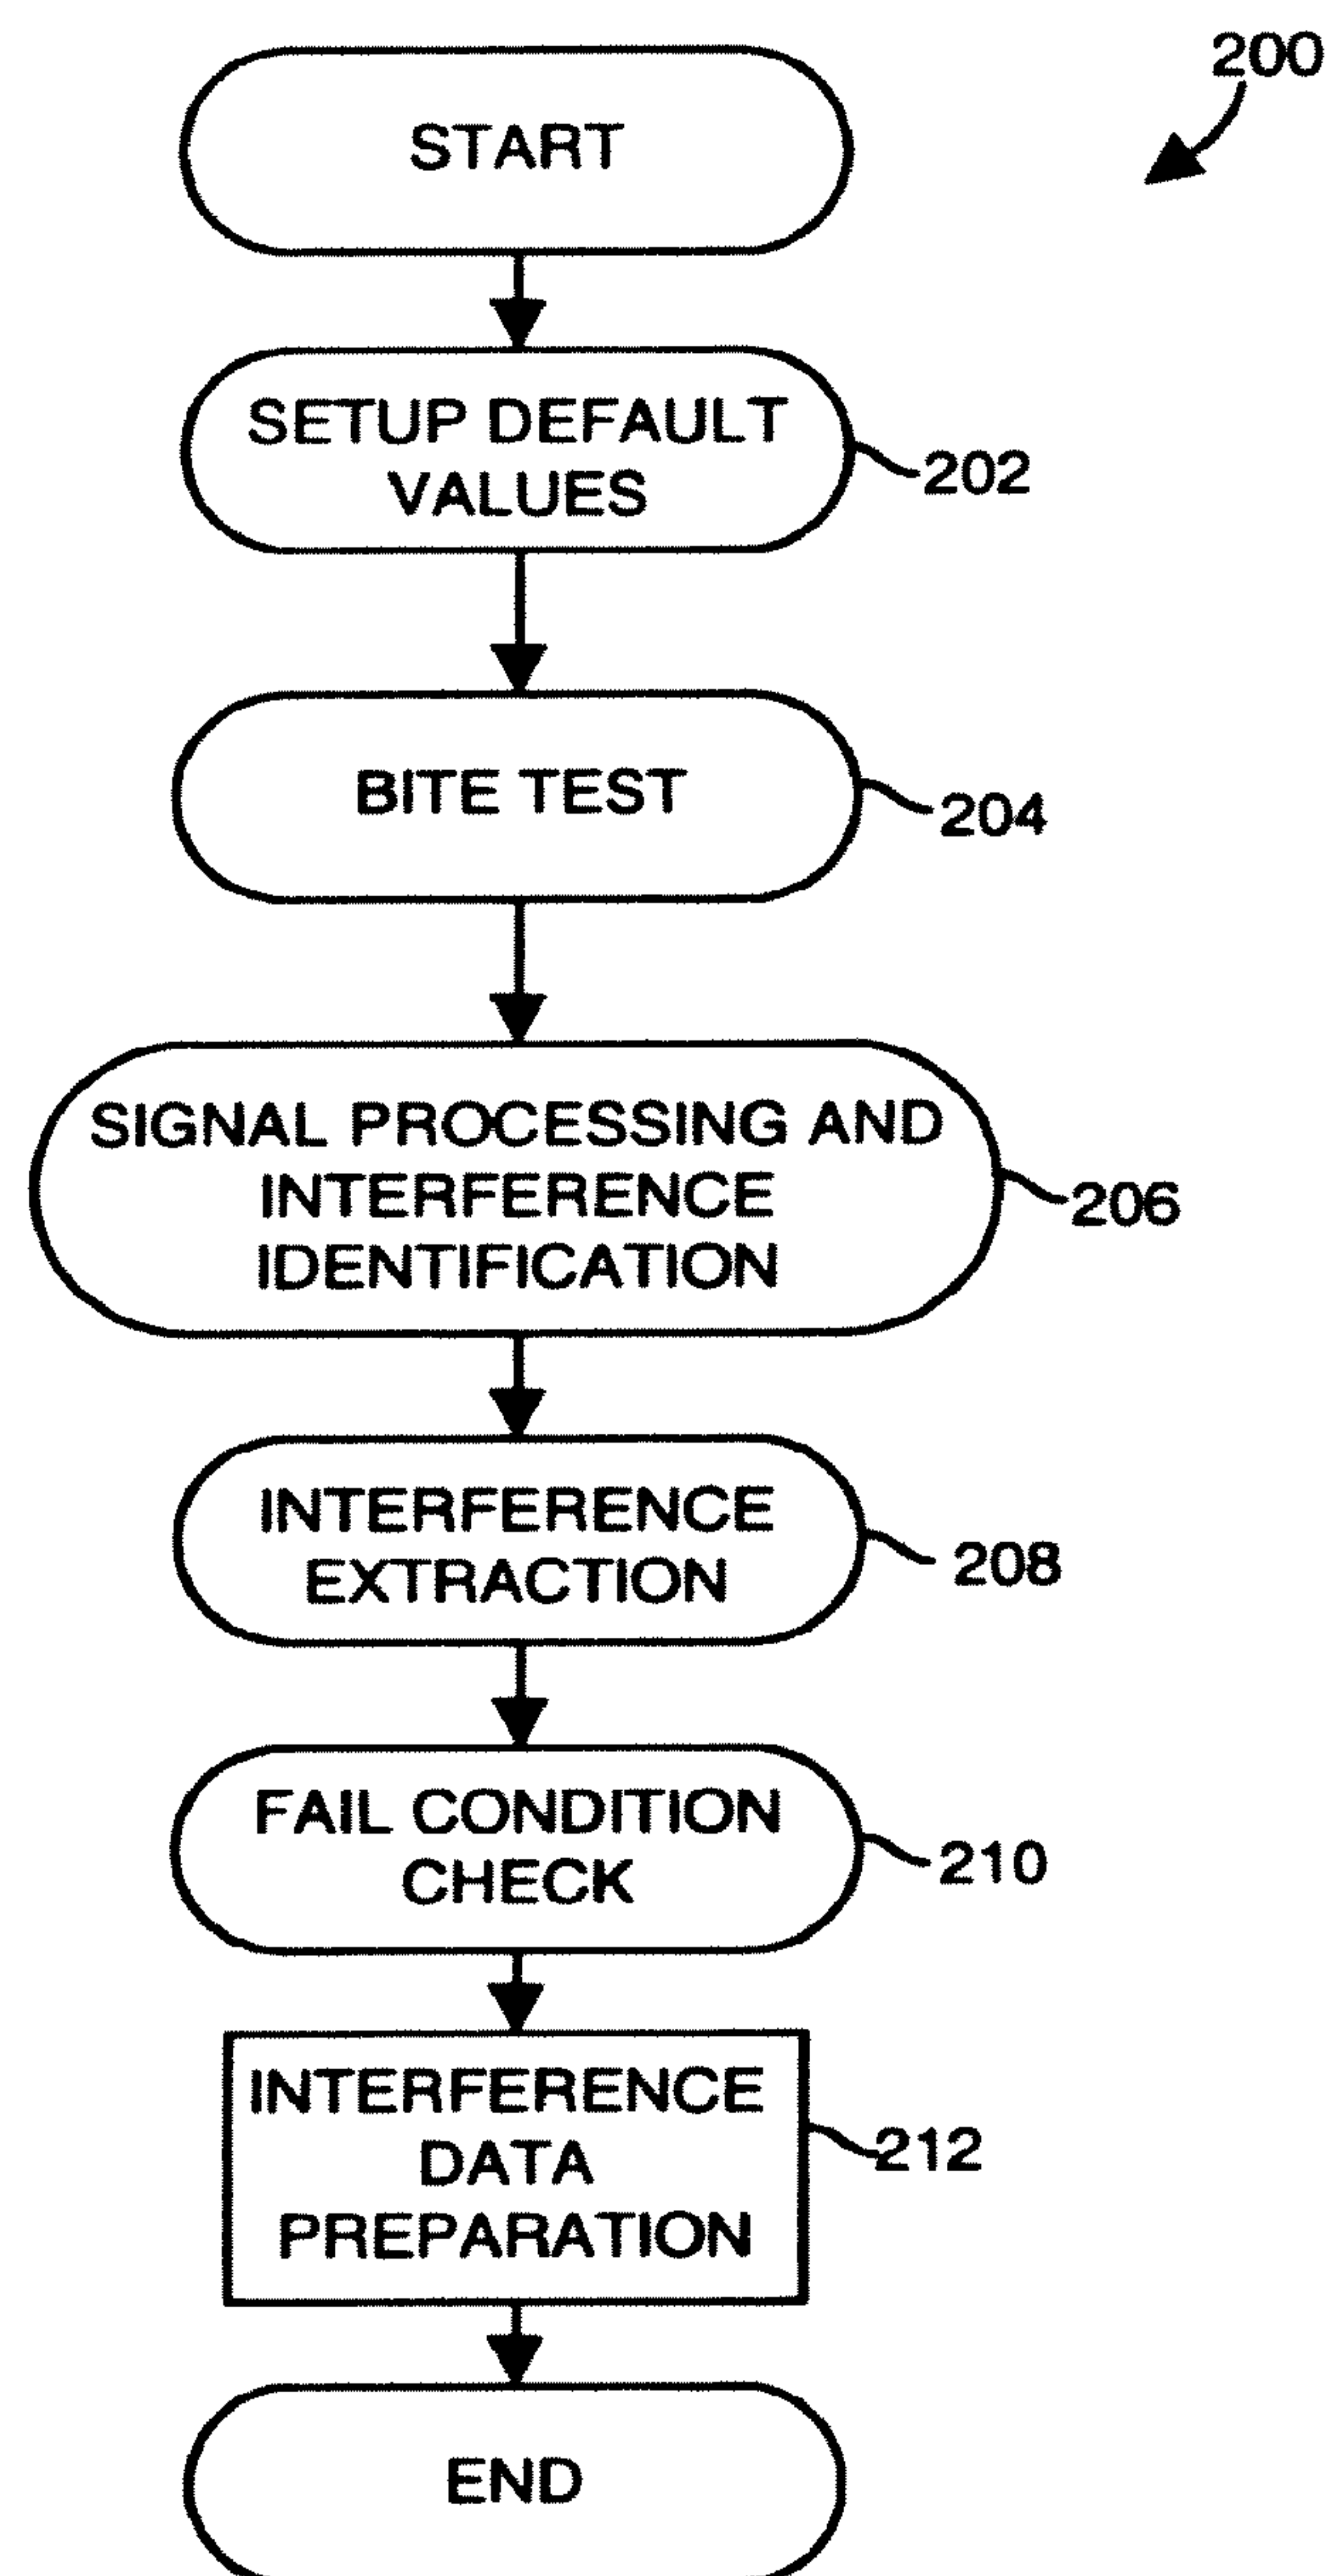 200
START
SETUP DEFAULT
VALUES
202
BITE TEST
204
SIGNAL PROCESSING AND
INTERFERENCE
IDENTIFICATION
206
INTERFERENCE
EXTRACTION
208
FAIL CONDITION
CHECK
210
INTERFERENCE
DATA
PREPARATION
212
END